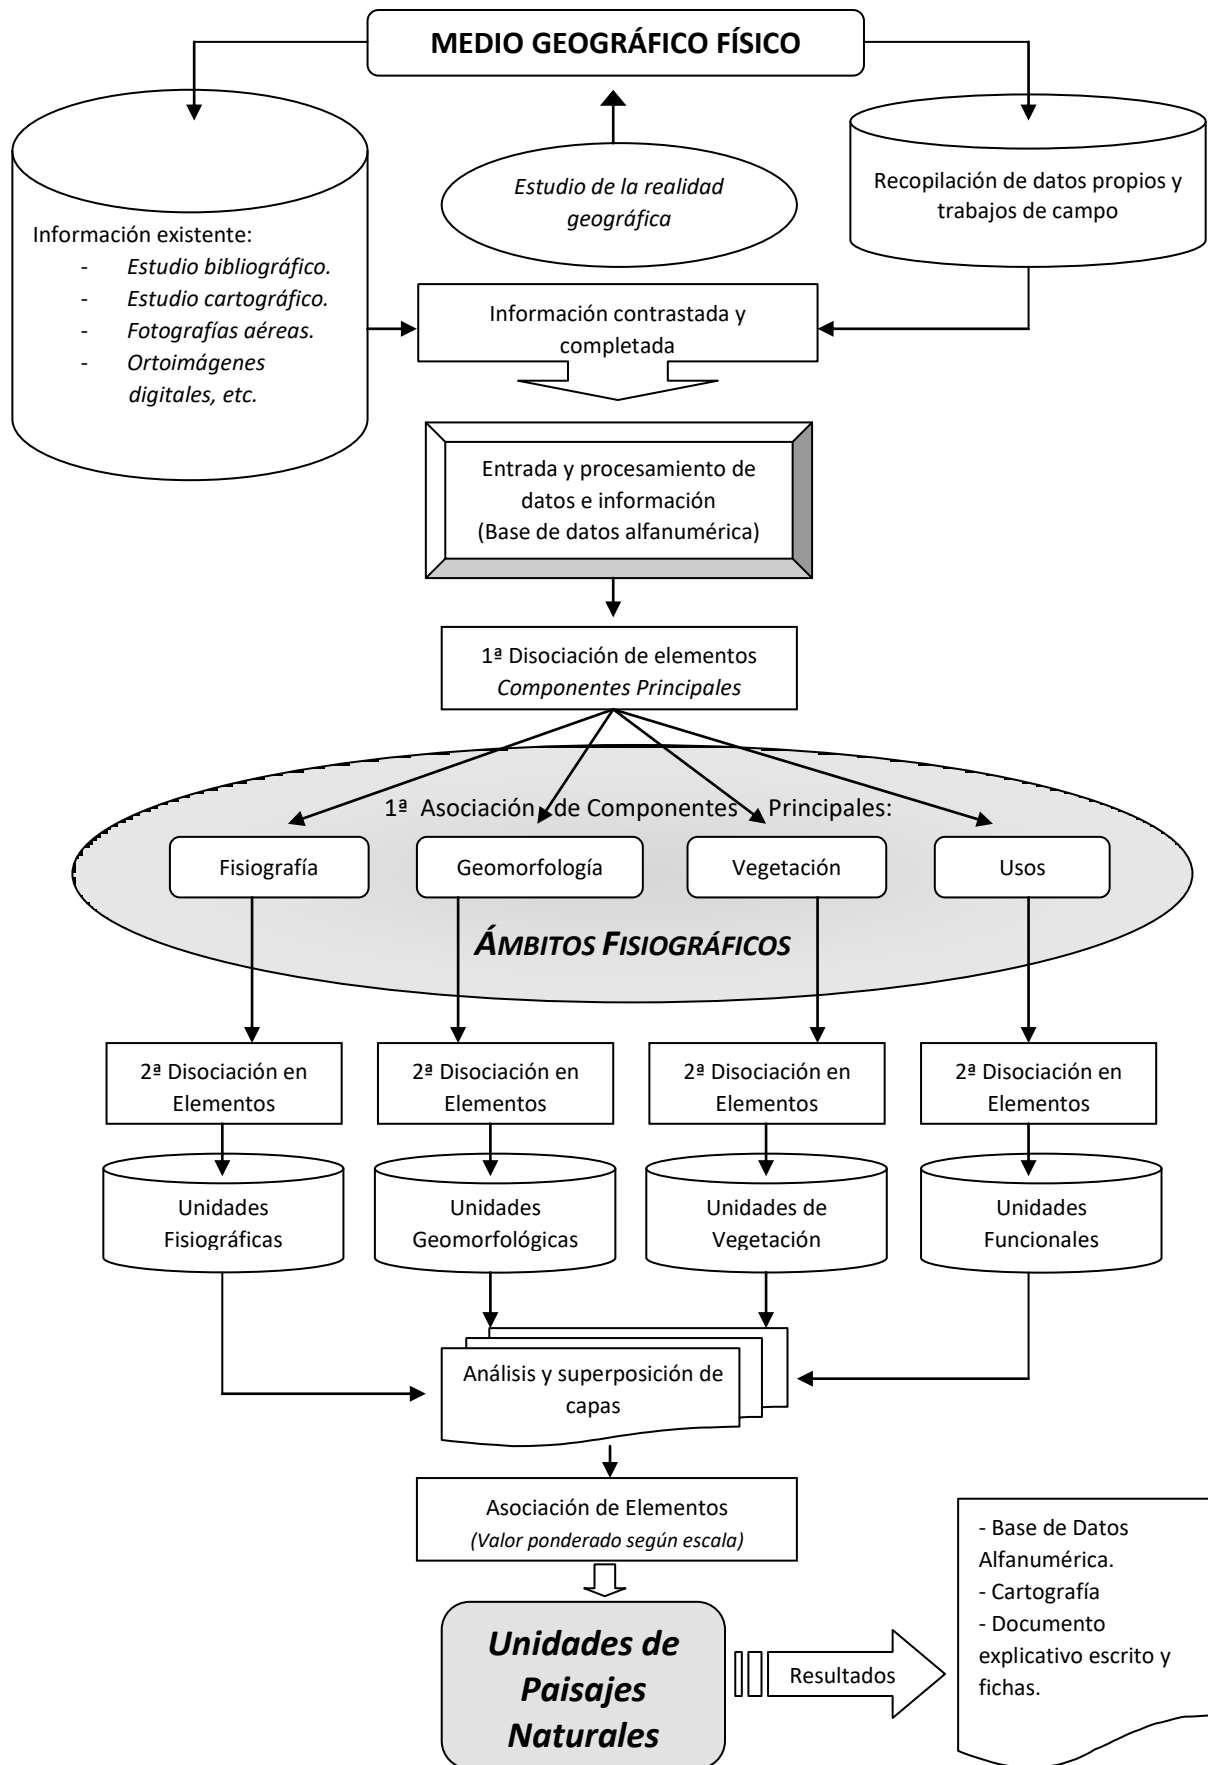 MEDIO GEOGRÁFICO FÍSICO
Estudio de la realidad
geográfica
Recopilación de datos propios y
trabajos de campo
Información existente:
- Estudio bibliográfico.
- Estudio cartográfico.
- Fotografías aéreas.
- Ortoimágenes
digitales, etc.
Información contrastada y
completada
Entrada y procesamiento de
datos e información
(Base de datos alfanumérica)
1ª Disociación de elementos
Componentes Principales
1ª Asociación de Componentes Principales:
Fisiografía
Geomorfología
Vegetación
Usos
ÁMBITOS FISIOGRÁFICOS
2ª Disociación en
Elementos
2ª Disociación en
Elementos
2ª Disociación en
Elementos
2ª Disociación en
Elementos
Unidades
Fisiográficas
Unidades
Geomorfológicas
Unidades de
Vegetación
Unidades
Funcionales
Análisis y superposición de
capas
Asociación de Elementos
(Valor ponderado según escala)
Unidades de
Paisajes
Naturales
Resultados
- Base de Datos
Alfanumérica.
- Cartografía
- Documento
explicativo escrito y
fichas.